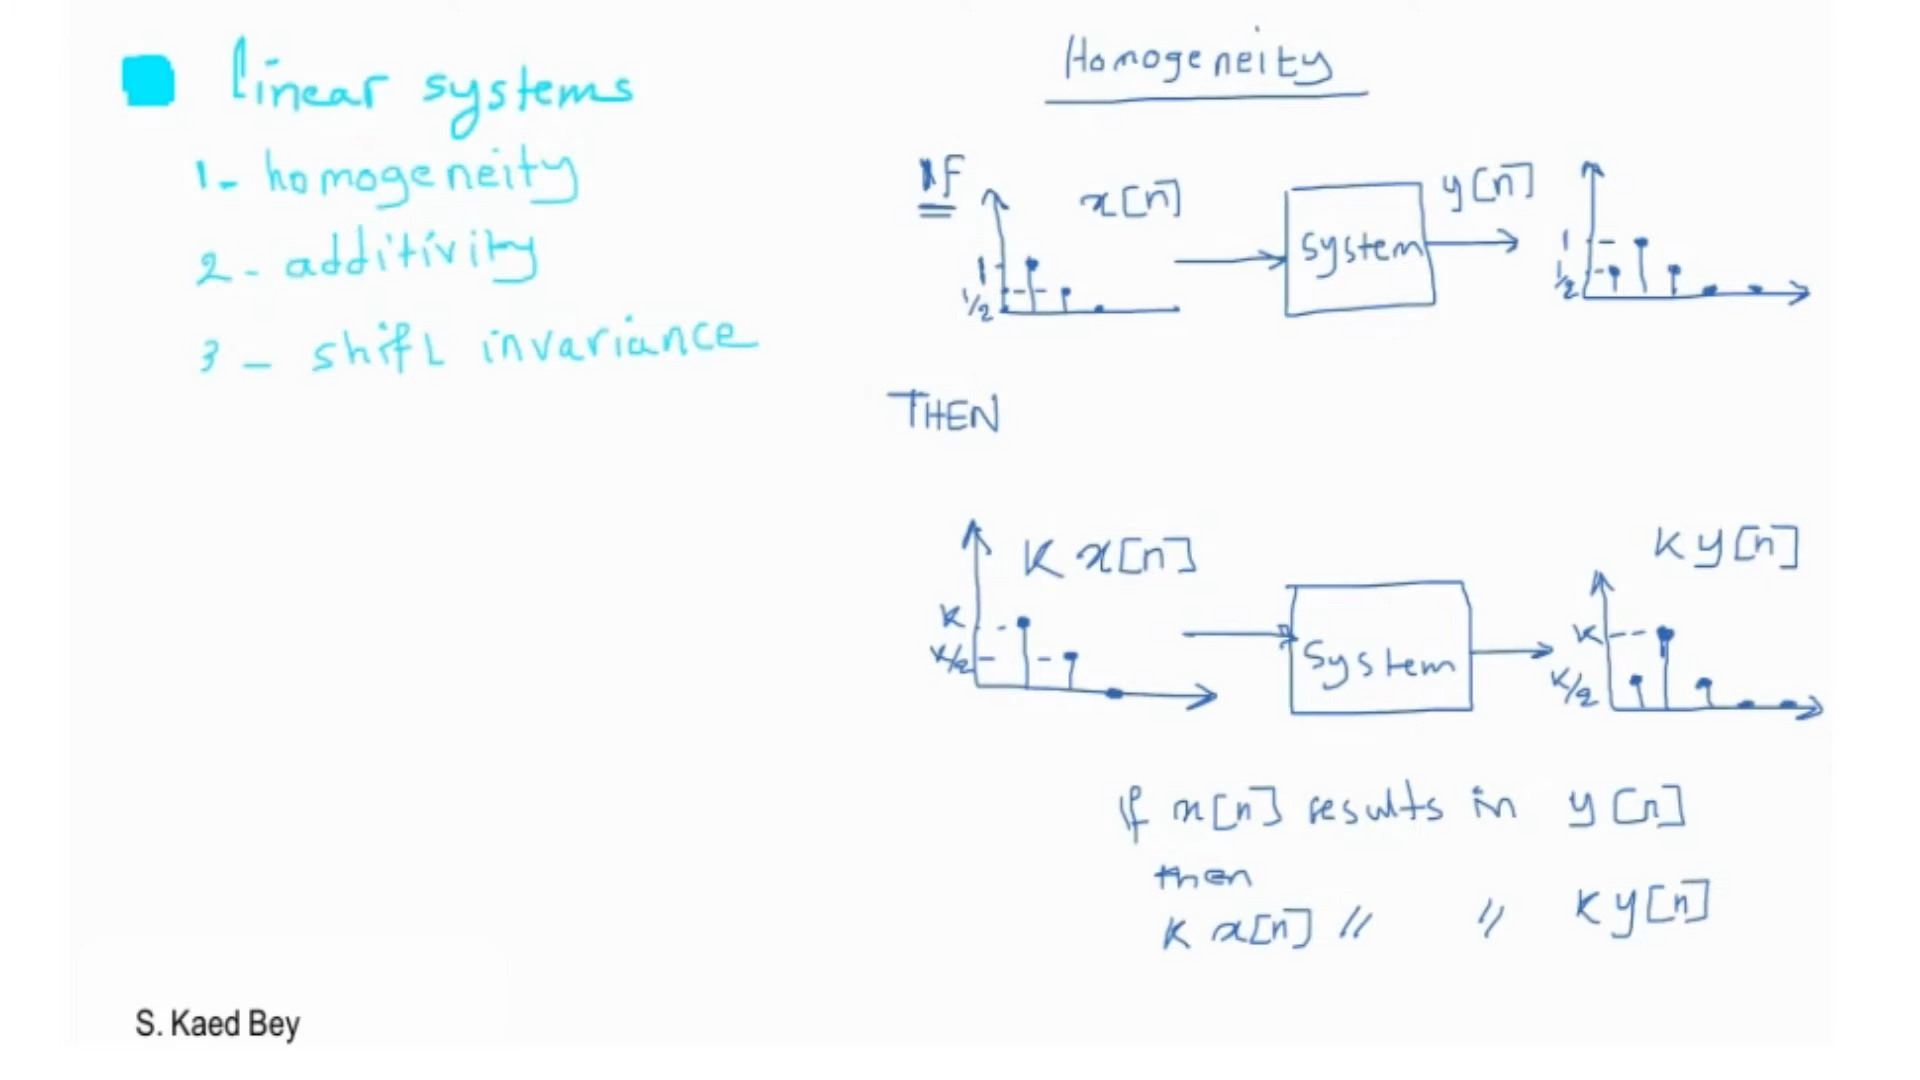 linear systems
1- homogeneity
2- additivity
3- shift invariance
Homogeneity
IF
x[n]
system
y[n]
1
1/2
1
1/2
THEN
K x[n]
K
K/2
System
K y[n]
K
K/2
If x[n] results in y[n]
then
K x[n] // // K y[n]
S. Kaed Bey